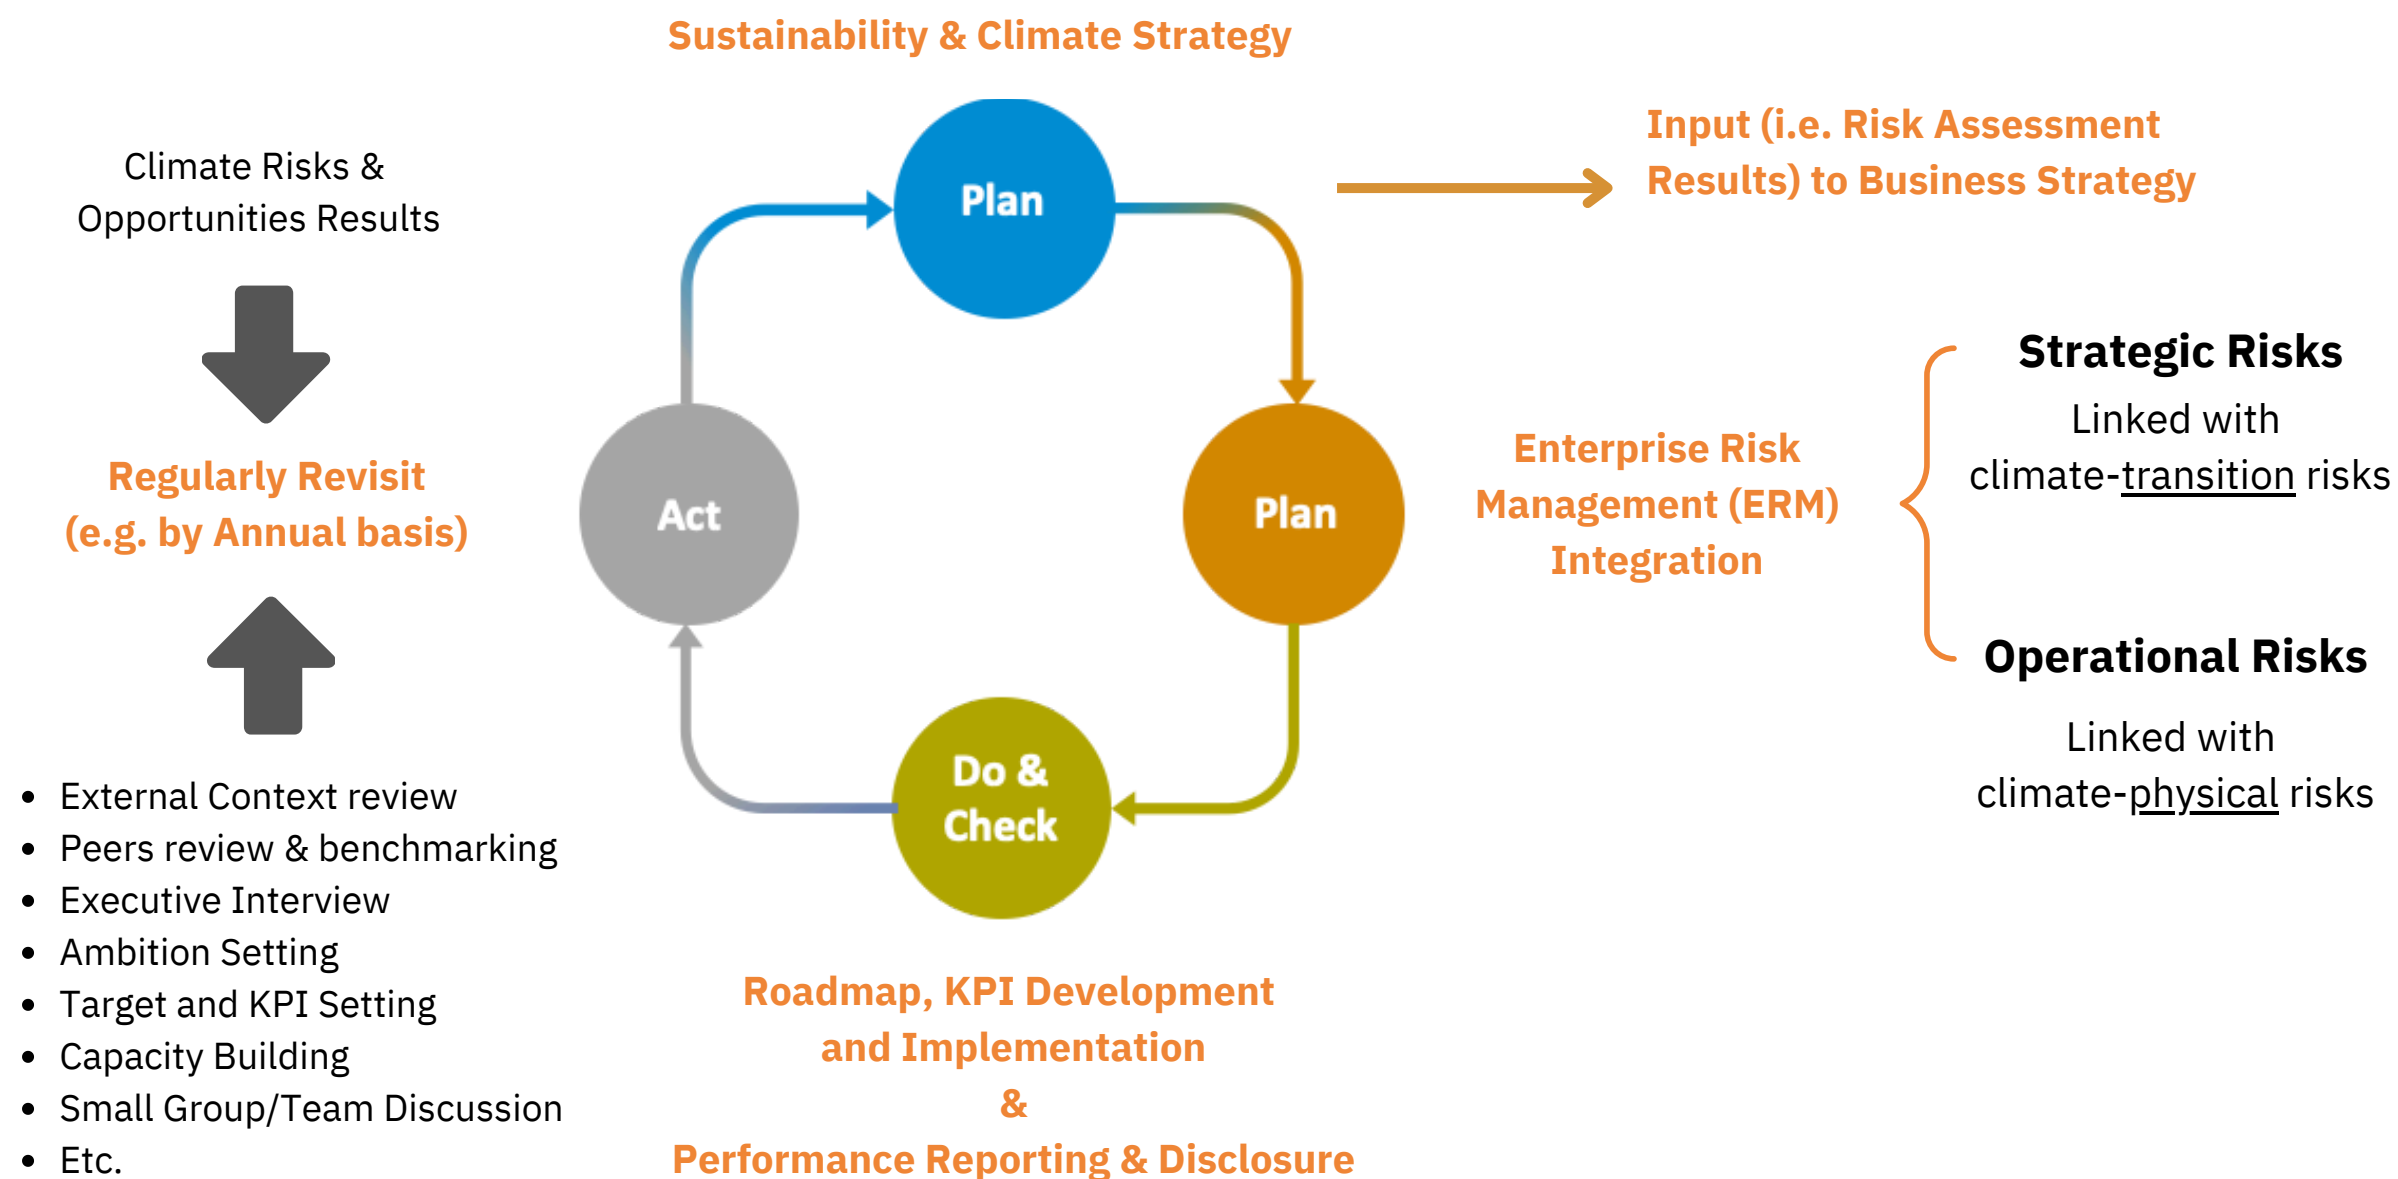 Sustainability & Climate Strategy
Climate Risks &
Opportunities Results
Regularly Revisit
(e.g. by Annual basis)
• External Context review
• Peers review & benchmarking
• Executive Interview
• Ambition Setting
• Target and KPI Setting
• Capacity Building
• Small Group/Team Discussion
• Etc.
Plan
Plan
Do &
Check
Act
Input (i.e. Risk Assessment
Results) to Business Strategy
Enterprise Risk
Management (ERM)
Integration
Strategic Risks
Linked with
climate-transition risks
Operational Risks
Linked with
climate-physical risks
Roadmap, KPI Development
and Implementation
&
Performance Reporting & Disclosure